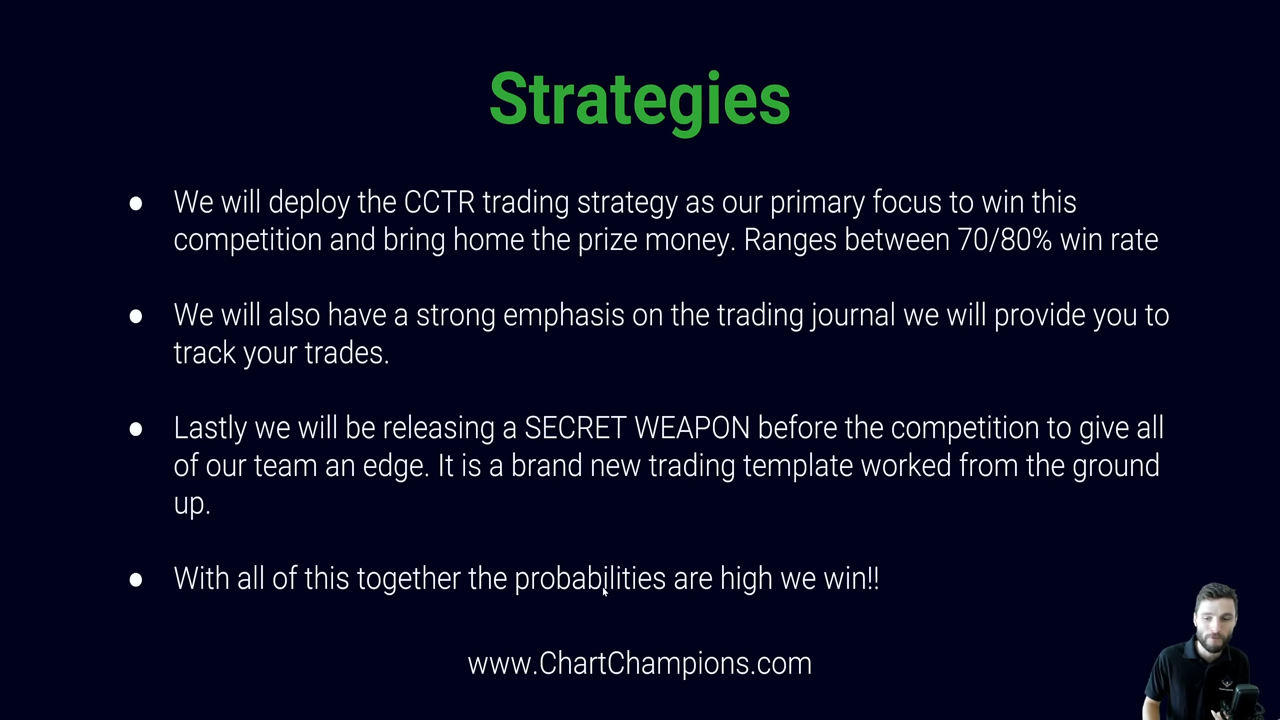 Strategies
● We will deploy the CCTR trading strategy as our primary focus to win this
competition and bring home the prize money. Ranges between 70/80% win rate
● We will also have a strong emphasis on the trading journal we will provide you to
track your trades.
● Lastly we will be releasing a SECRET WEAPON before the competition to give all
of our team an edge. It is a brand new trading template worked from the ground
up.
● With all of this together the probabilities are high we win!!
www.ChartChampions.com